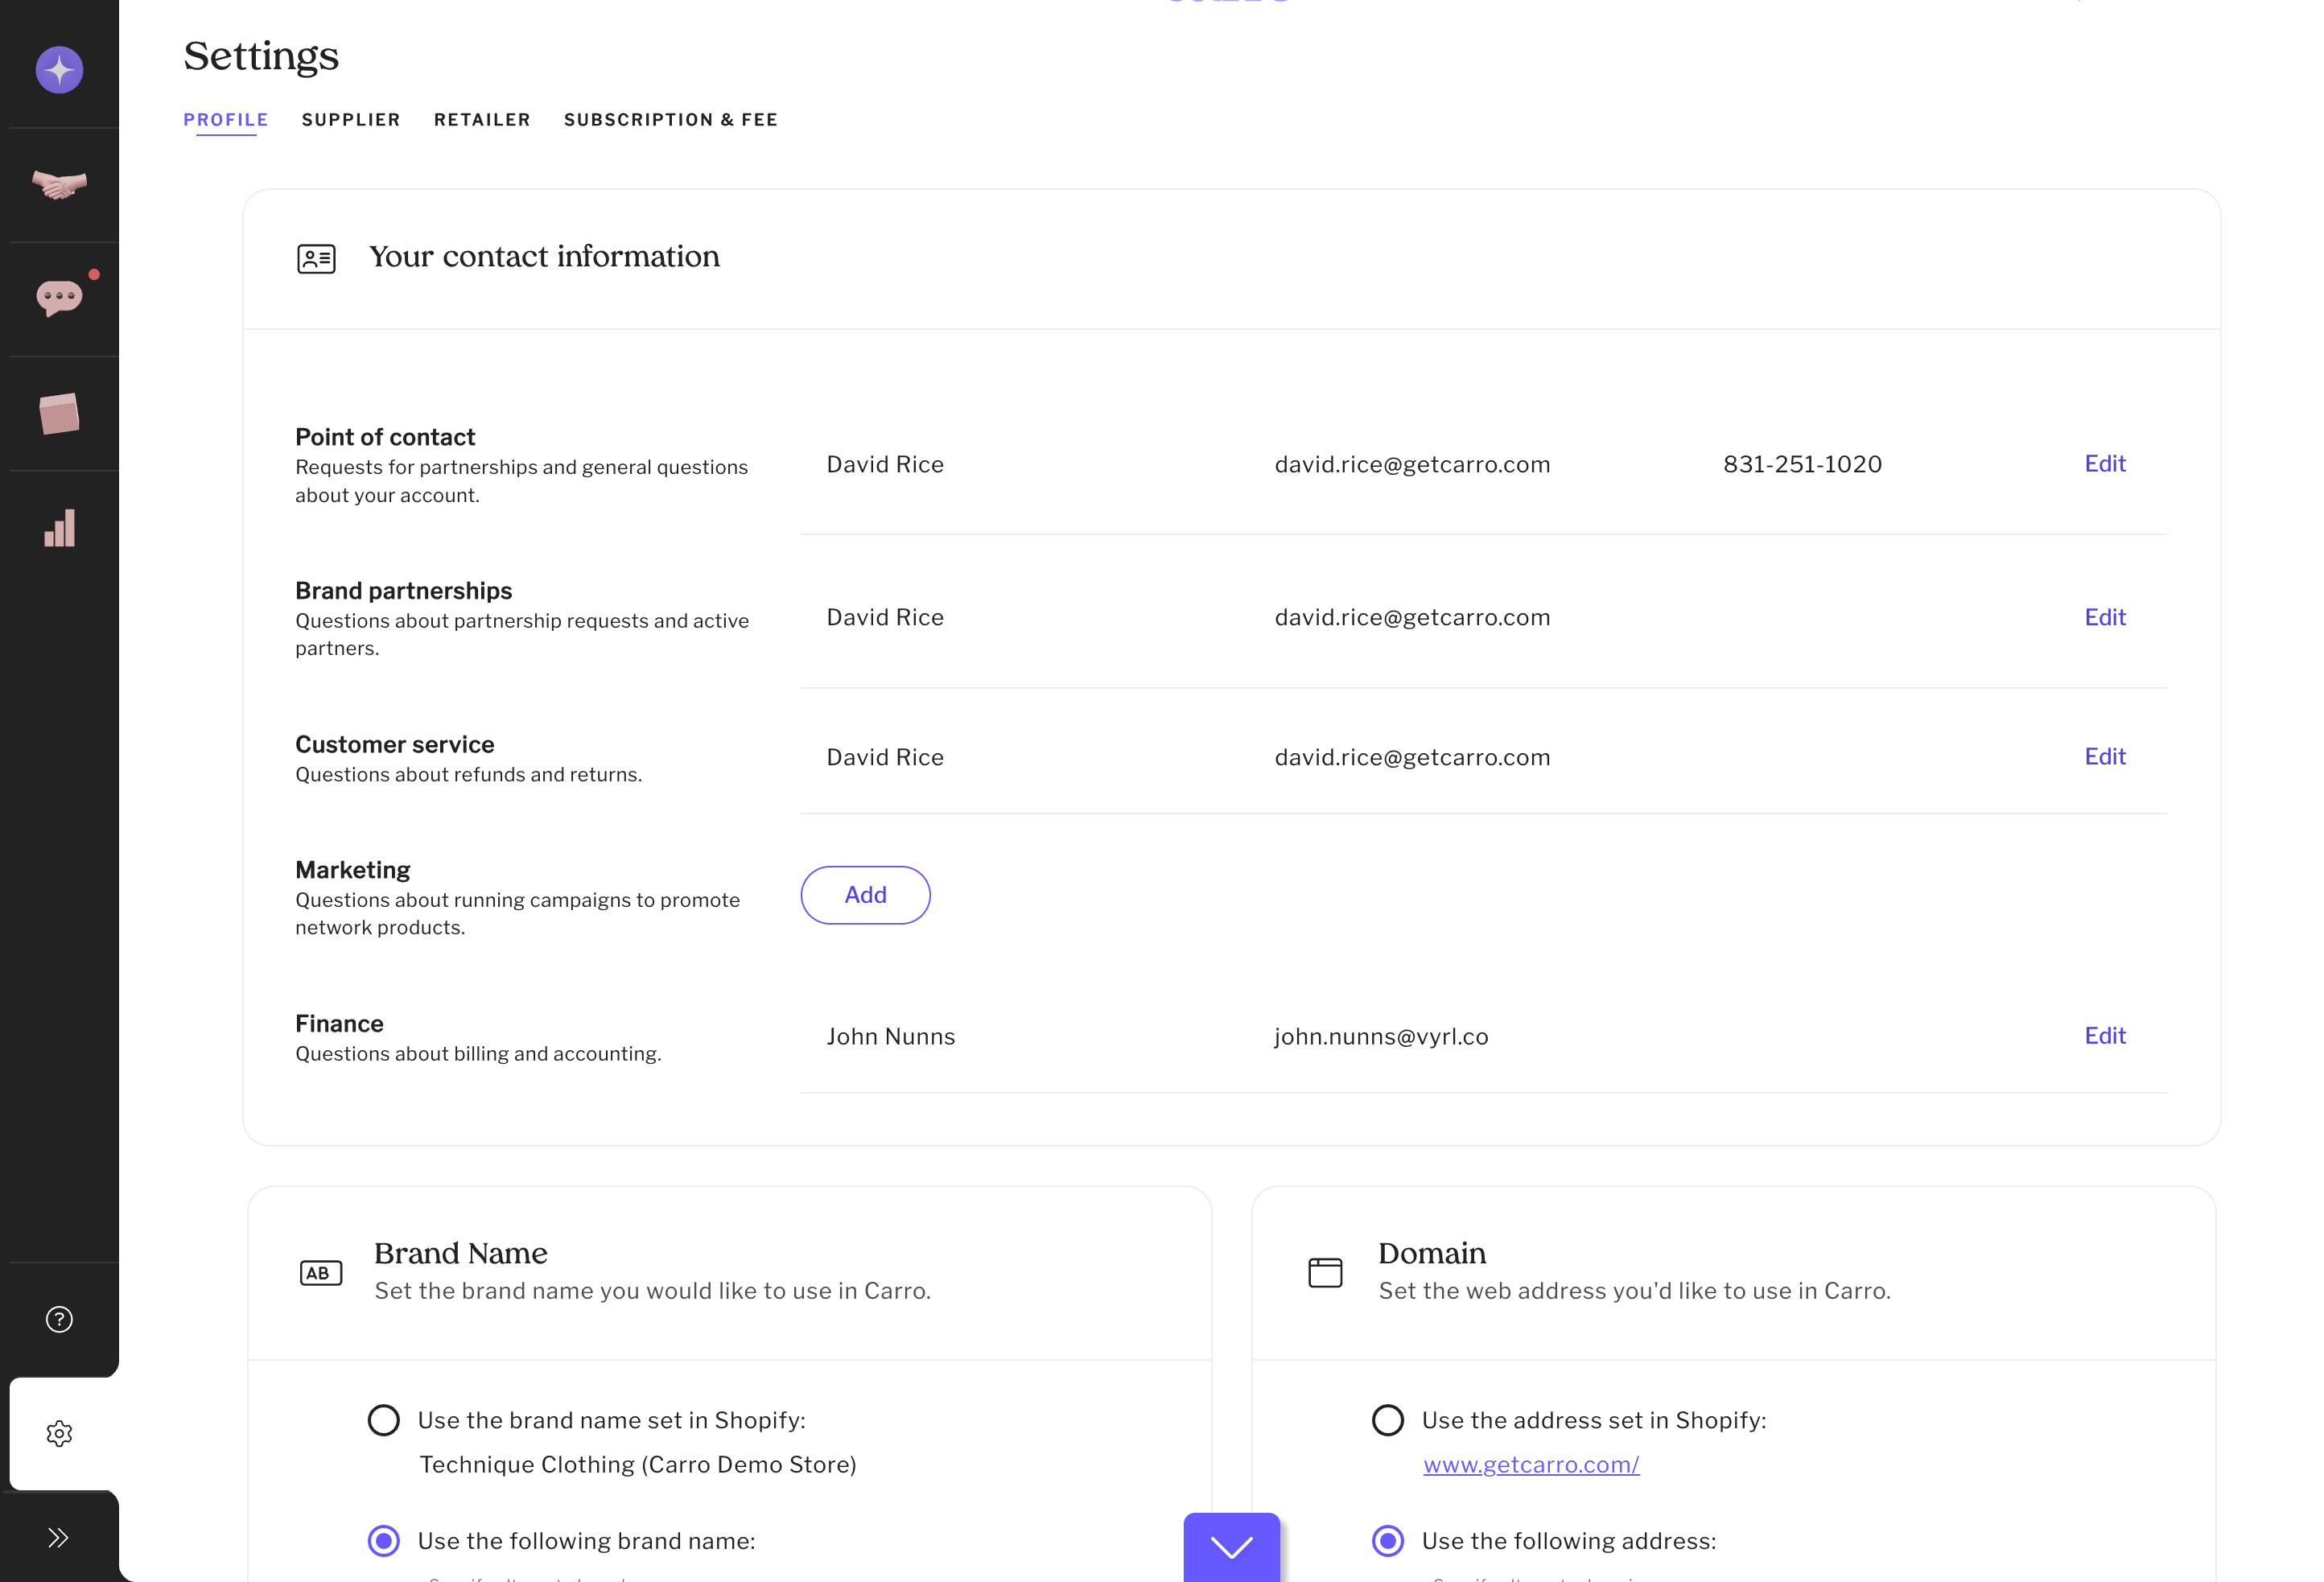 Settings
PROFILE SUPPLIER RETAILER SUBSCRIPTION & FEE
Your contact information
Point of contact
Requests for partnerships and general questions
about your account.
David Rice david.rice@getcarro.com 831-251-1020 Edit
Brand partnerships
Questions about partnership requests and active
partners.
David Rice david.rice@getcarro.com Edit
Customer service
Questions about refunds and returns.
David Rice david.rice@getcarro.com Edit
Marketing
Questions about running campaigns to promote
network products.
Add
Finance
Questions about billing and accounting.
John Nunns john.nunns@vyrl.co Edit
AB
Brand Name
Set the brand name you would like to use in Carro.
Use the brand name set in Shopify:
Technique Clothing (Carro Demo Store)
Use the following brand name:
Domain
Set the web address you'd like to use in Carro.
Use the address set in Shopify:
www.getcarro.com/
Use the following address:
?